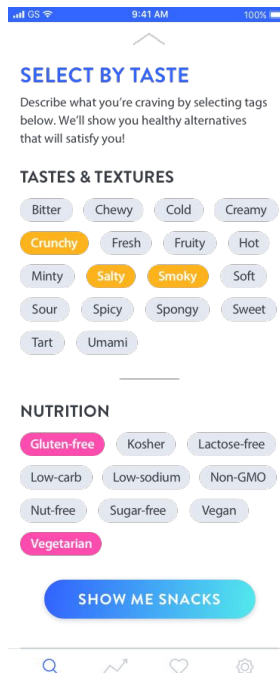 GS 9:41 AM 100%
SELECT BY TASTE
Describe what you're craving by selecting tags
below. We'll show you healthy alternatives
that will satisfy you!
TASTES & TEXTURES
Bitter Chewy Cold Creamy
Crunchy Fresh Fruity Hot
Minty Salty Smoky Soft
Sour Spicy Spongy Sweet
Tart Umami
NUTRITION
Gluten-free Kosher Lactose-free
Low-carb Low-sodium Non-GMO
Nut-free Sugar-free Vegan
Vegetarian
SHOW ME SNACKS